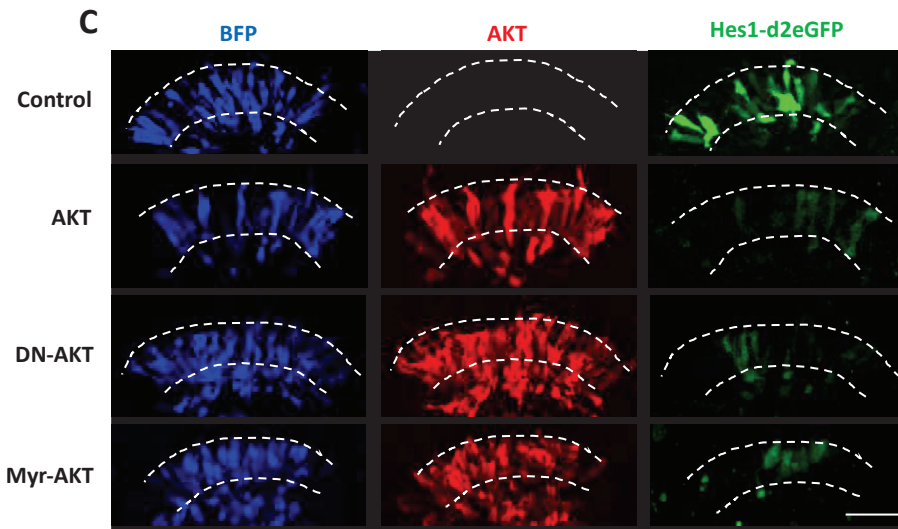 C
BFP AKT Hes1-d2eGFP
Control
AKT
DN-AKT
Myr-AKT